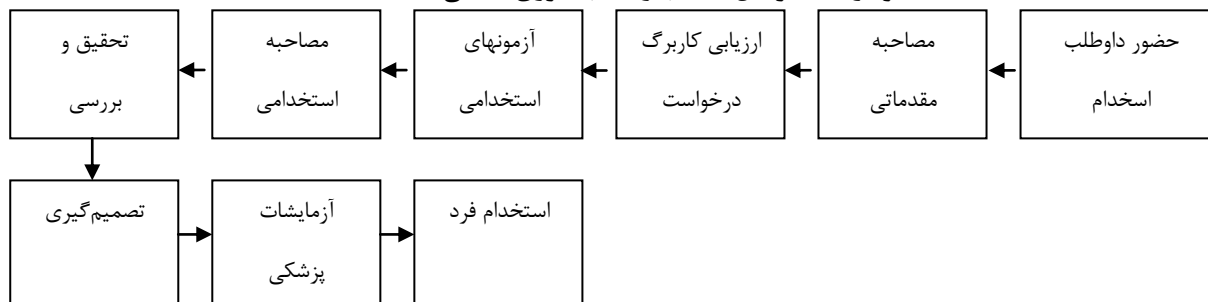 حضور داوطلب
اسخدام
مصاحبه
مقدماتی
ارزیابی کاربرگ
درخواست
آزمونهای
استخدامی
مصاحبه
استخدامی
تحقیق و
بررسی
تصمیم‌گیری
آزمایشات
پزشکی
استخدام فرد